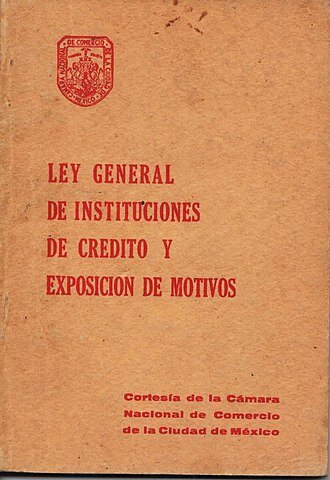 LEY GENERAL
DE INSTITUCIONES
DE CREDITO Y
EXPOSICION DE MOTIVOS
Cortesía de la Cámara
Nacional de Comercio
de la Ciudad de México